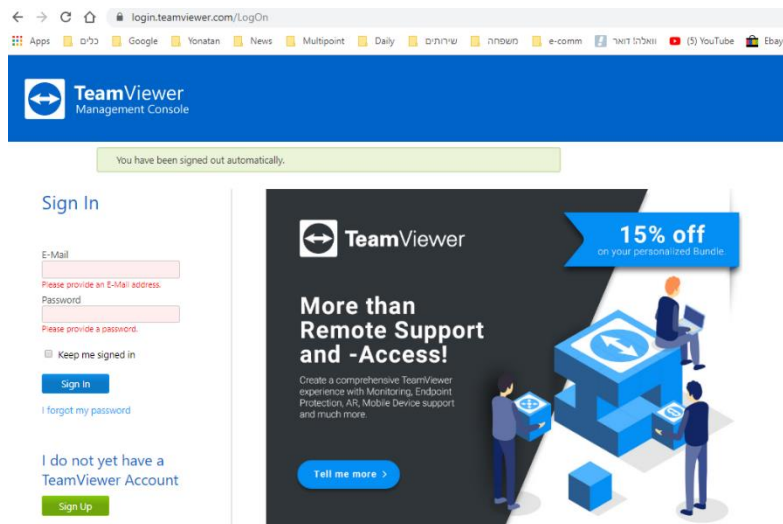 login.teamviewer.com/LogOn
Apps כלים Google Yonatan News Multipoint Daily שירותים משפחה e-comm וואלה! דואר (5) YouTube Ebay
TeamViewer
Management Console
You have been signed out automatically.
Sign In
E-Mail
Please provide an E-Mail address.
Password
Please provide a password.
Keep me signed in
Sign In
I forgot my password
I do not yet have a
TeamViewer Account
Sign Up
TeamViewer
15% off
on your personalized Bundle.
More than
Remote Support
and -Access!
Create a comprehensive TeamViewer
experience with Monitoring, Endpoint
Protection, AR, Mobile Device support
and much more.
Tell me more >